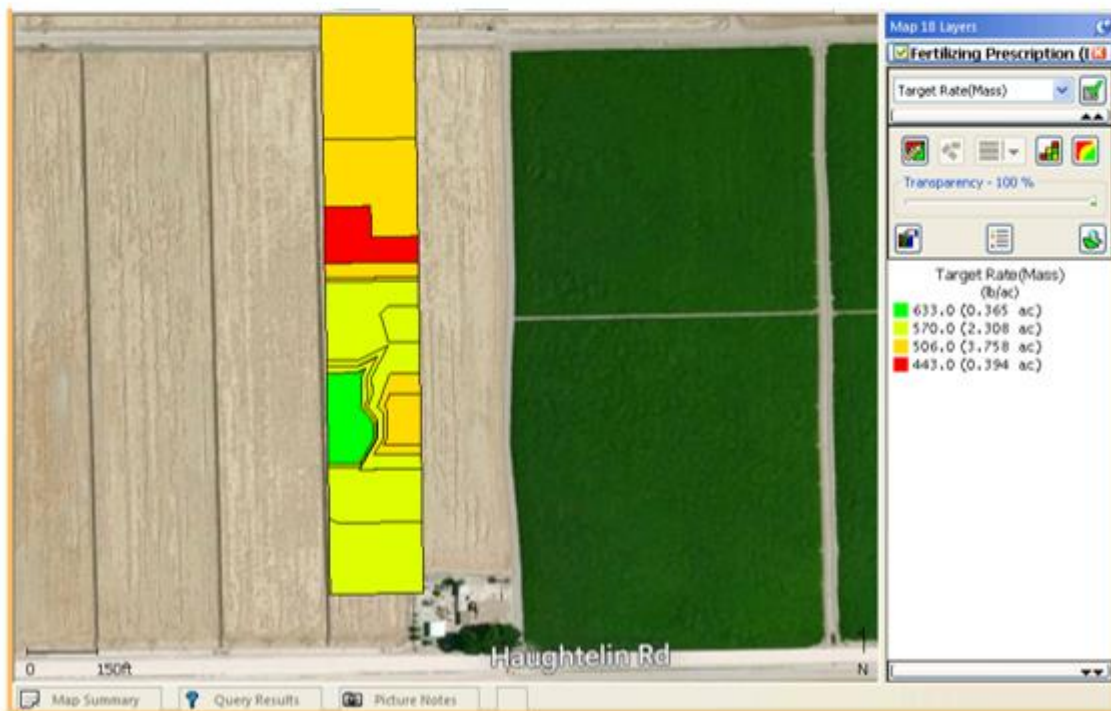 Map 18 Layers
Fertilizing Prescription (
Target Rate(Mass)
Transparency - 100 %
Target Rate(Mass)
(lb/ac)
633.0 (0.365 ac)
570.0 (2.308 ac)
506.0 (3.758 ac)
443.0 (0.394 ac)
Haughtelin Rd
0 150ft
N
Map Summary Query Results Picture Notes